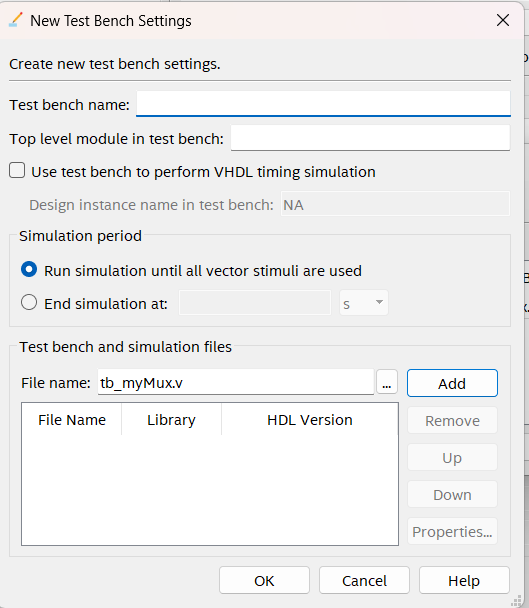 New Test Bench Settings
Create new test bench settings.
Test bench name:
Top level module in test bench:
Use test bench to perform VHDL timing simulation
Design instance name in test bench: NA
Simulation period
Run simulation until all vector stimuli are used
End simulation at: s
Test bench and simulation files
File name: tb_myMux.v ... Add
File Name Library HDL Version
Remove
Up
Down
Properties...
OK Cancel Help